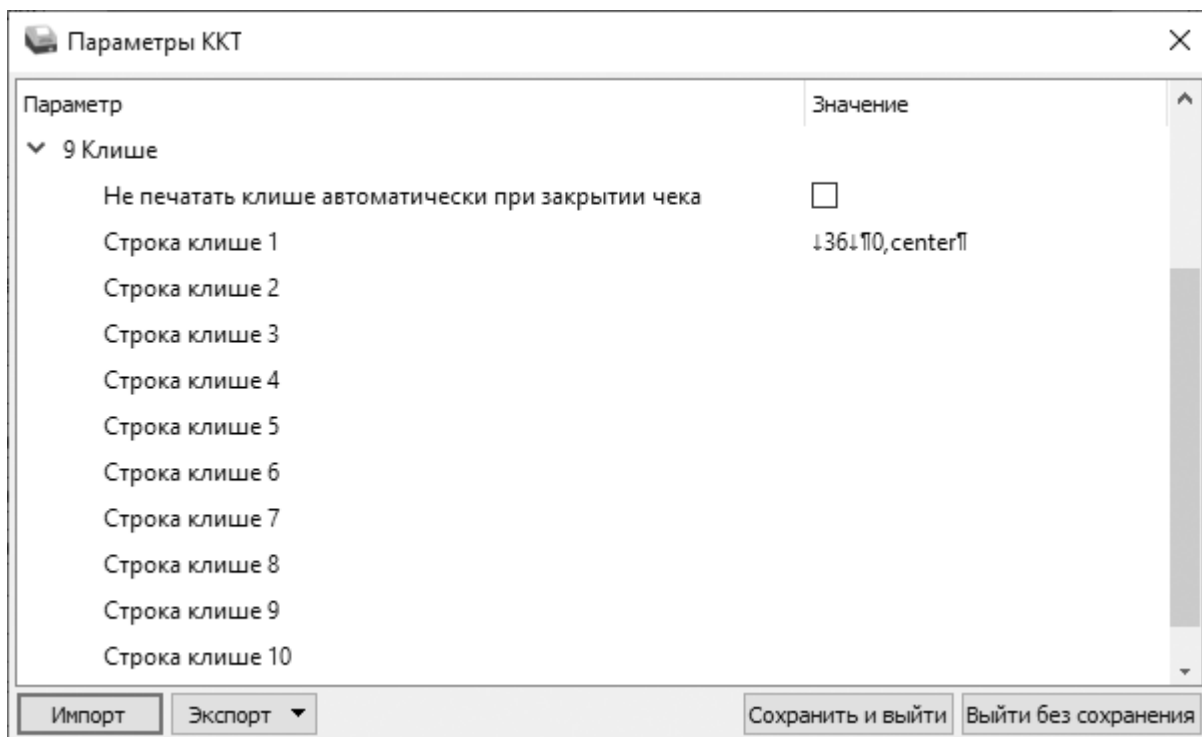 Параметры ККТ
Параметр Значение
9 Клише
Не печатать клише автоматически при закрытии чека
Строка клише 1 ↓36↓¶0,center¶
Строка клише 2
Строка клише 3
Строка клише 4
Строка клише 5
Строка клише 6
Строка клише 7
Строка клише 8
Строка клише 9
Строка клише 10
Импорт Экспорт Сохранить и выйти Выйти без сохранения